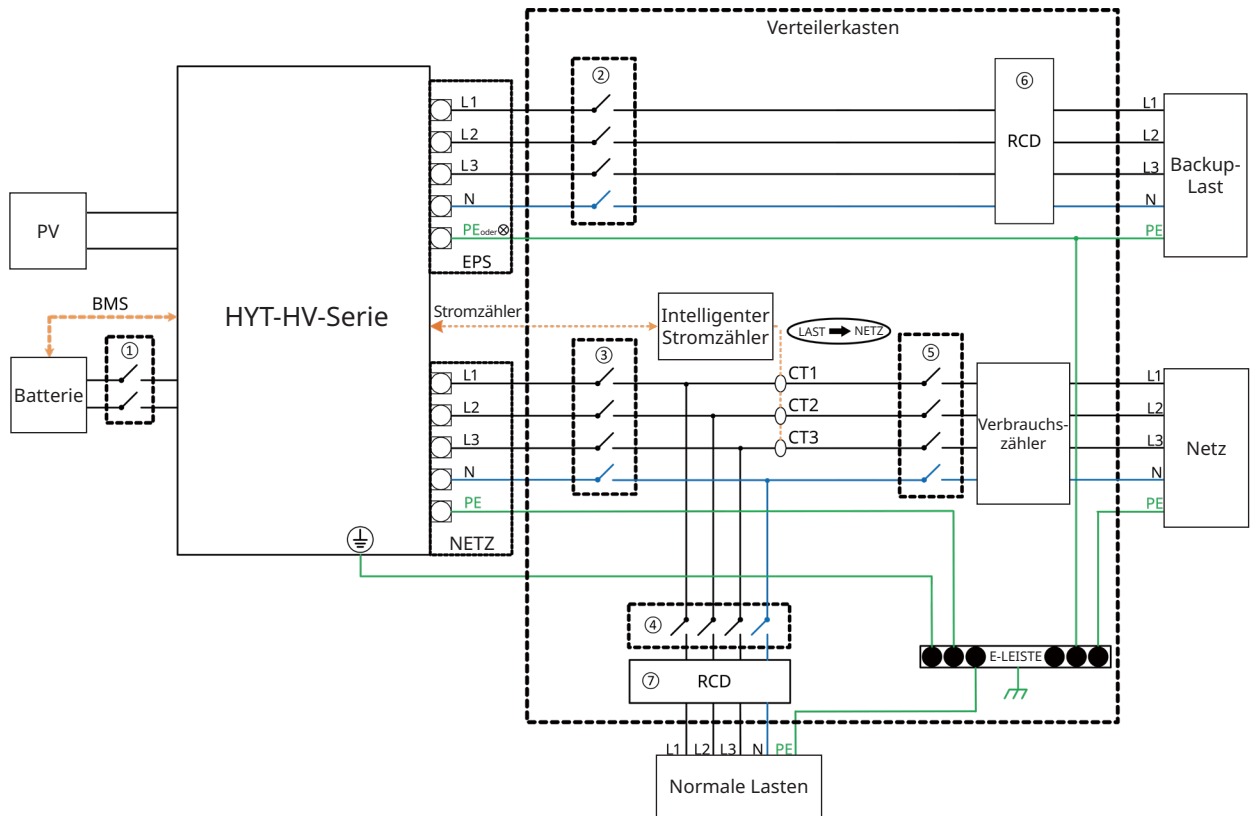 Verteilerkasten
②
⑥
L1
L2
L3
N
PE oder ⊗
EPS
RCD
L1
L2
L3
N
PE
Backup-
Last
PV
BMS
①
Batterie
HYT-HV-Serie
Stromzähler
Intelligenter
Stromzähler
LAST ➡ NETZ
③
⑤
L1
L2
L3
N
PE
NETZ
CT1
CT2
CT3
Verbrauchs-
zähler
L1
L2
L3
N
PE
Netz
④
⑦
RCD
E-LEISTE
L1 L2 L3 N PE
Normale Lasten